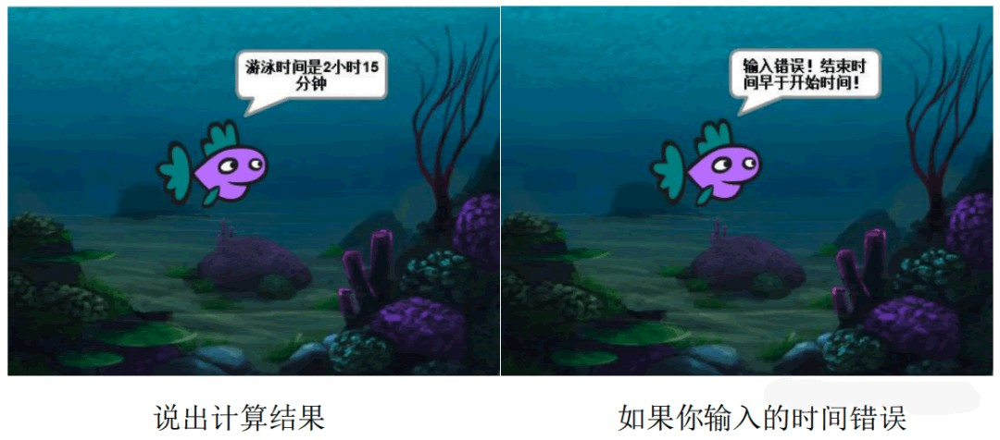 游泳时间是2小时15
分钟
输入错误！结束时
间早于开始时间！
说出计算结果
如果你输入的时间错误